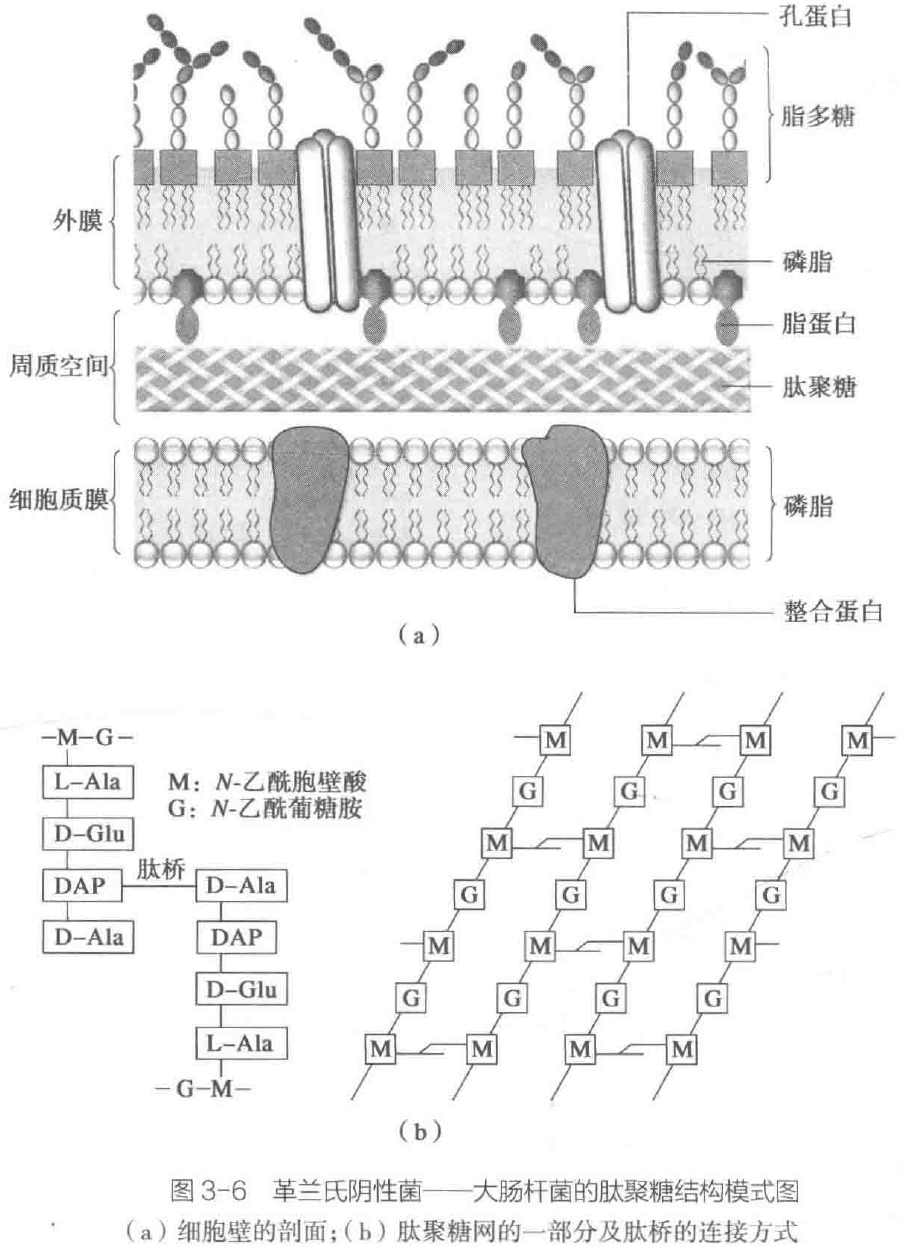 孔蛋白
脂多糖
外膜
磷脂
脂蛋白
周质空间
肽聚糖
细胞质膜
磷脂
整合蛋白
(a)
-M-G-
L-Ala
D-Glu
DAP
D-Ala
肽桥
D-Ala
DAP
D-Glu
L-Ala
-G-M-
M: N-乙酰胞壁酸
G: N-乙酰葡糖胺
M M M M
G G G G
M M M M
G G G G
M M M M
G G G G
M M M M
(b)
图3-6 革兰氏阴性菌——大肠杆菌的肽聚糖结构模式图
(a)细胞壁的剖面;(b)肽聚糖网的一部分及肽桥的连接方式